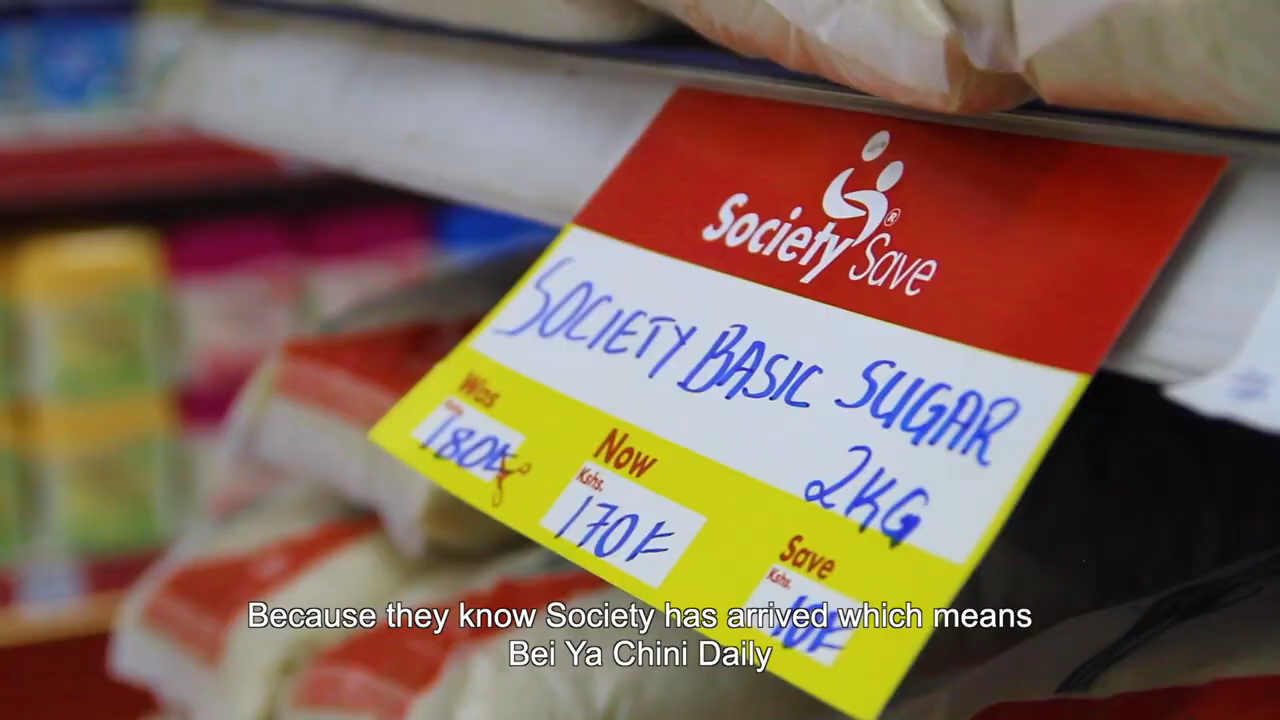 Society Save
SOCIETY BASIC SUGAR
2KG
Was
180/=
Now
Kshs.
170/=
Save
Kshs.
10/=
Because they know Society has arrived which means
Bei Ya Chini Daily